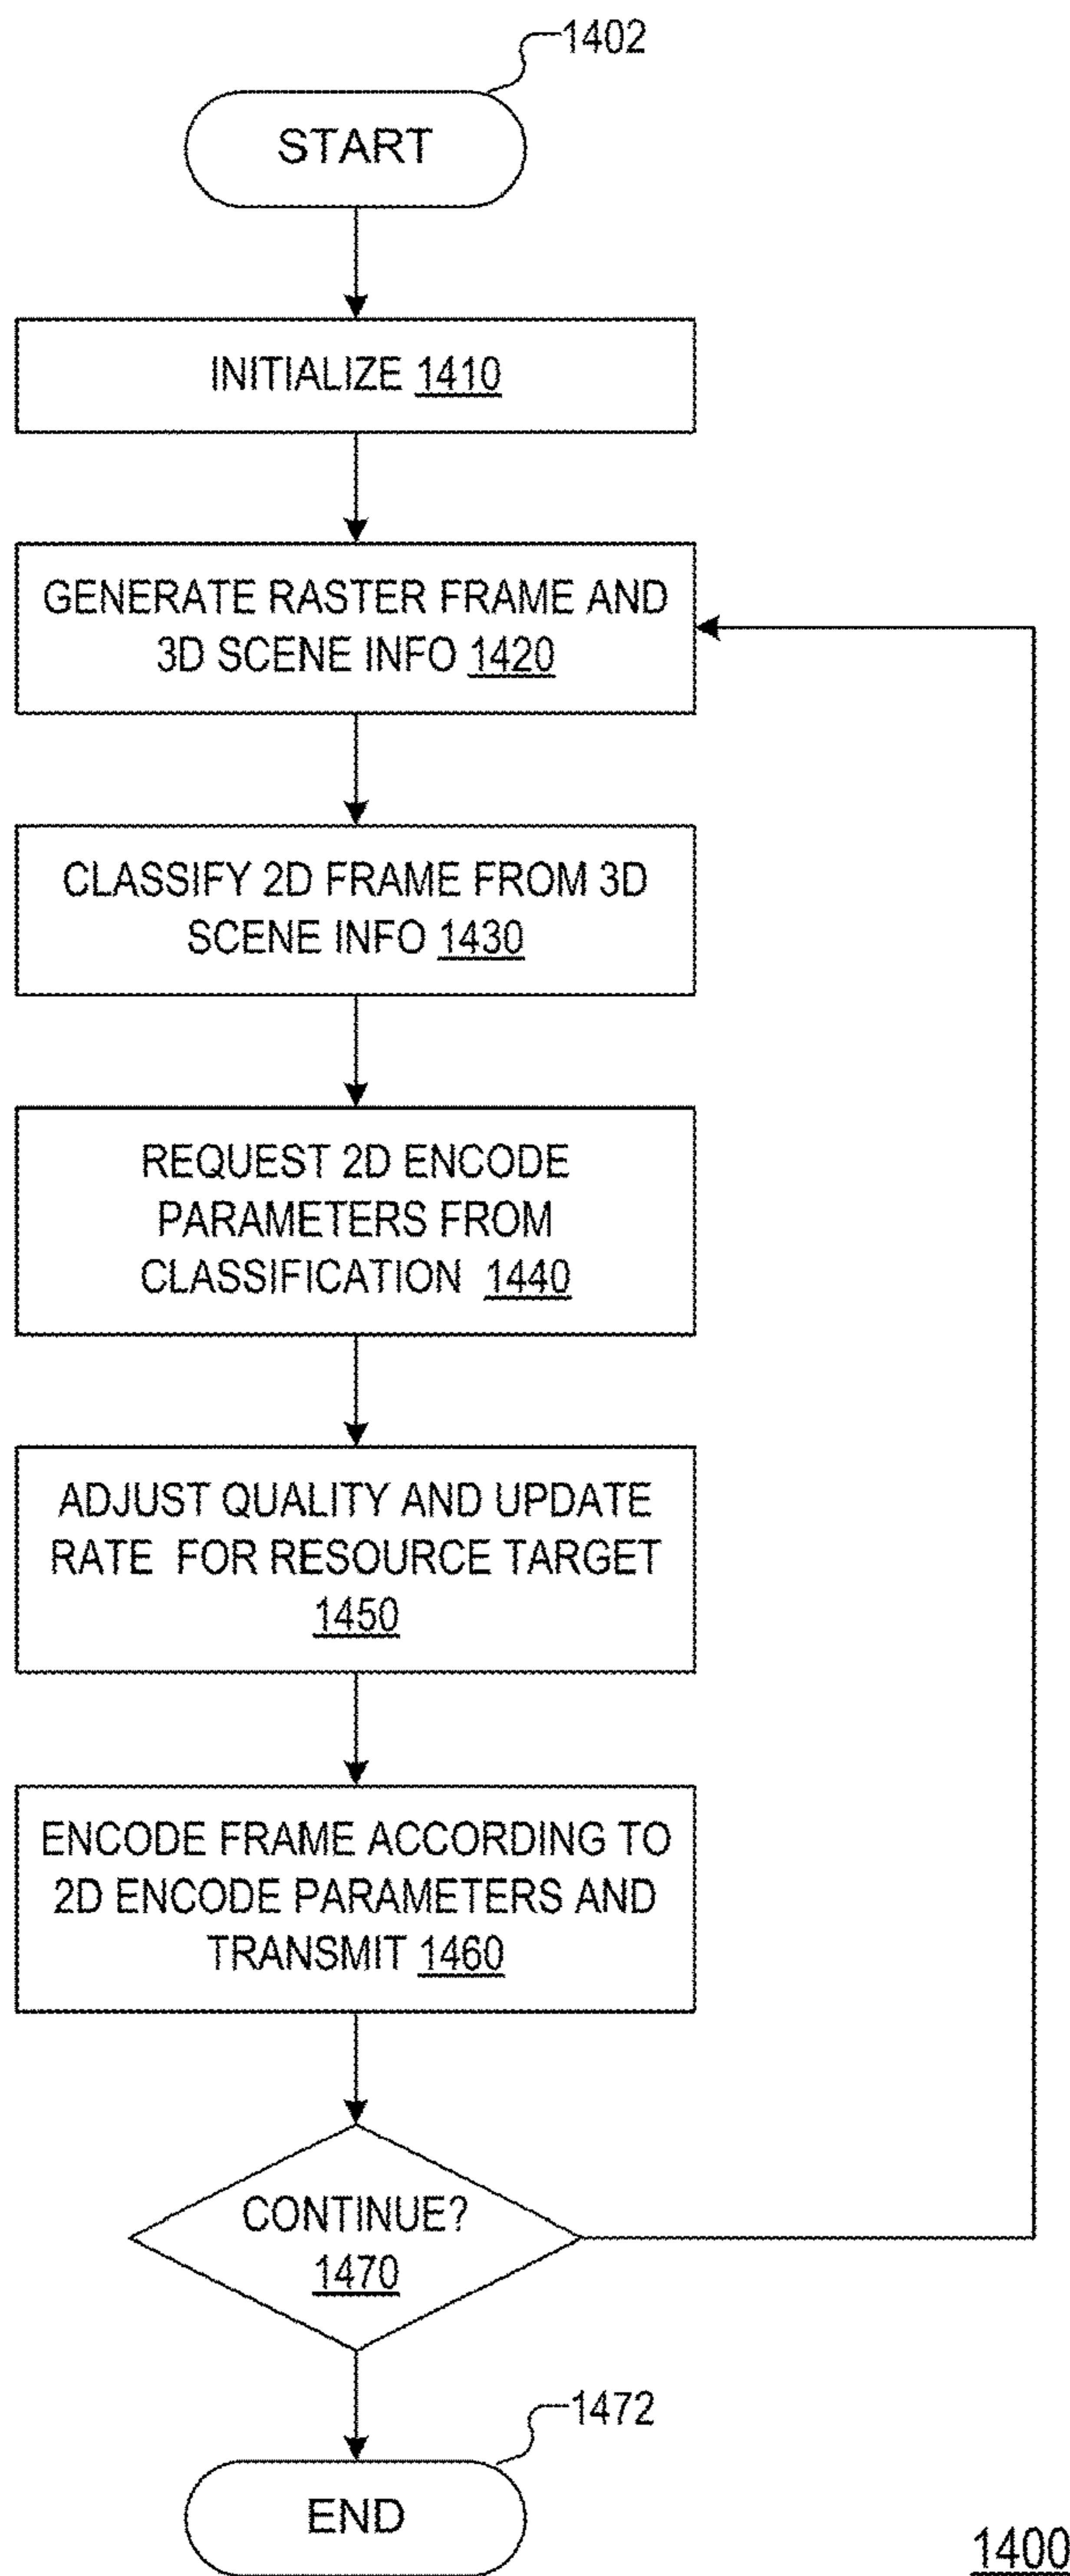 1402
START
INITIALIZE 1410
GENERATE RASTER FRAME AND
3D SCENE INFO 1420
CLASSIFY 2D FRAME FROM 3D
SCENE INFO 1430
REQUEST 2D ENCODE
PARAMETERS FROM
CLASSIFICATION 1440
ADJUST QUALITY AND UPDATE
RATE FOR RESOURCE TARGET
1450
ENCODE FRAME ACCORDING TO
2D ENCODE PARAMETERS AND
TRANSMIT 1460
CONTINUE?
1470
1472
END
1400